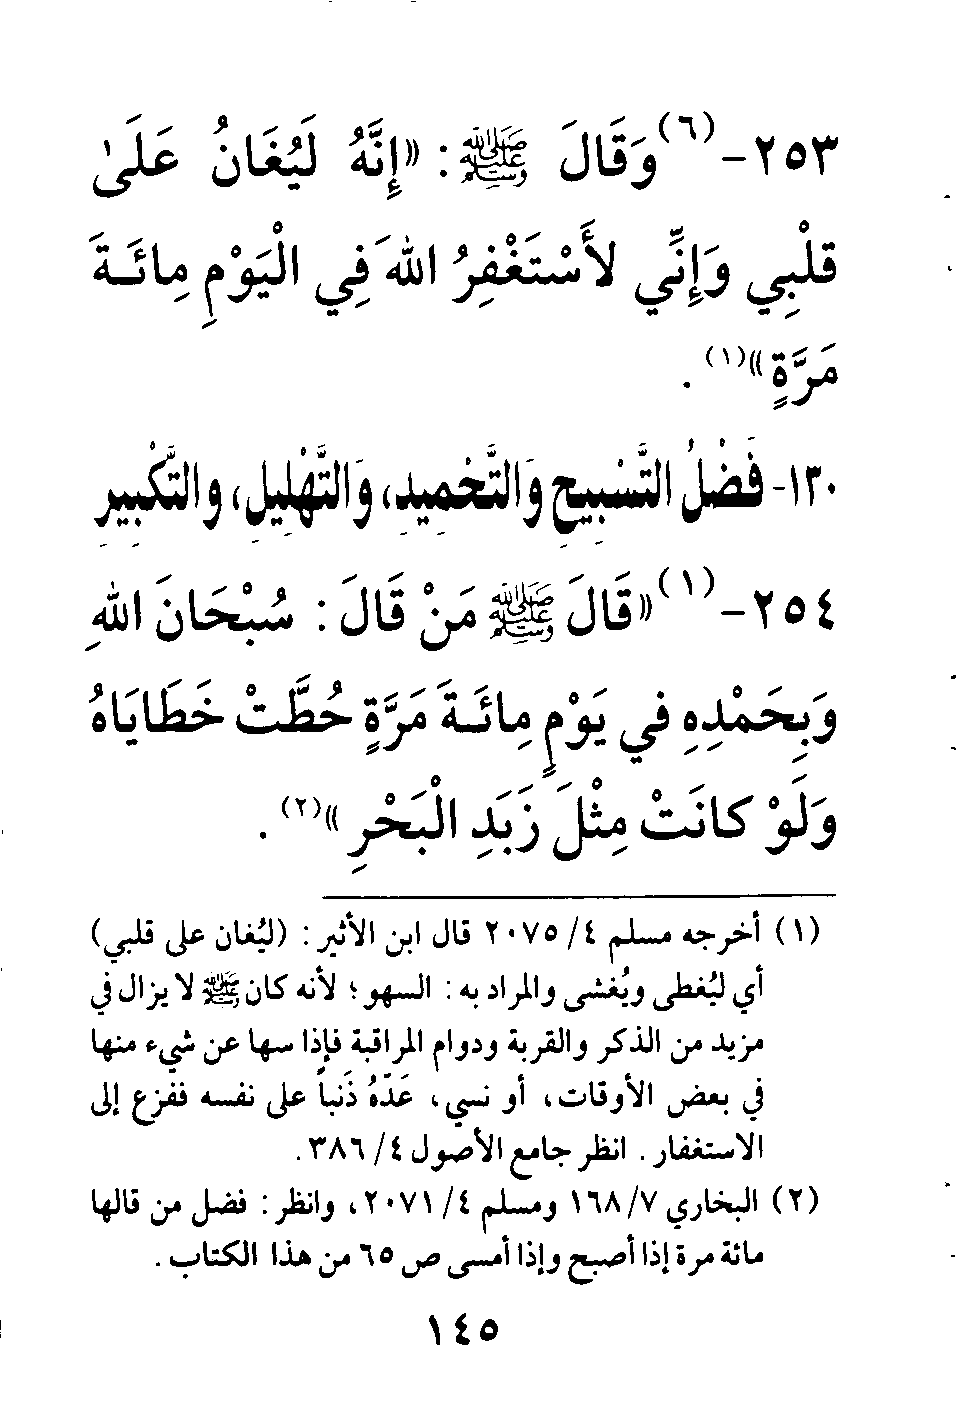 ٢٥٣-(٦) وَقَالَ ﷺ: «إِنَّهُ لَيُغَانُ عَلَىٰ
قَلْبِي وَإِنِّي لأَسْتَغْفِرُ اللهَ فِي الْيَوْمِ مِائَـةَ
مَرَّةٍ»(١).
١٣٠- فَضْلُ التَّسْبِيحِ وَالتَّحْمِيدِ، وَالتَّهْلِيلِ، وَالتَّكْبِيرِ
٢٥٤-(١) «قَالَ ﷺ مَنْ قَالَ: سُبْحَانَ اللهِ
وَبِحَمْدِهِ فِي يَوْمٍ مِائَـةَ مَرَّةٍ حُطَّتْ خَطَايَاهُ
وَلَوْ كَانَتْ مِثْلَ زَبَدِ الْبَحْرِ»(٢).
(١) أخرجه مسلم ٤/ ٢٠٧٥ قال ابن الأثير: (ليُغان على قلبي)
أي ليُغطى ويُغشى والمراد به: السهو؛ لأنه كان ﷺ لا يزال في
مزيد من الذكر والقربة ودوام المراقبة فإذا سها عن شيء منها
في بعض الأوقات، أو نسي، عَدّهُ ذَنباً على نفسه ففزع إلى
الاستغفار. انظر جامع الأصول ٤/ ٣٨٦.
(٢) البخاري ٧/ ١٦٨ ومسلم ٤/ ٢٠٧١، وانظر: فضل من قالها
مائة مرة إذا أصبح وإذا أمسى ص ٦٥ من هذا الكتاب.
١٤٥